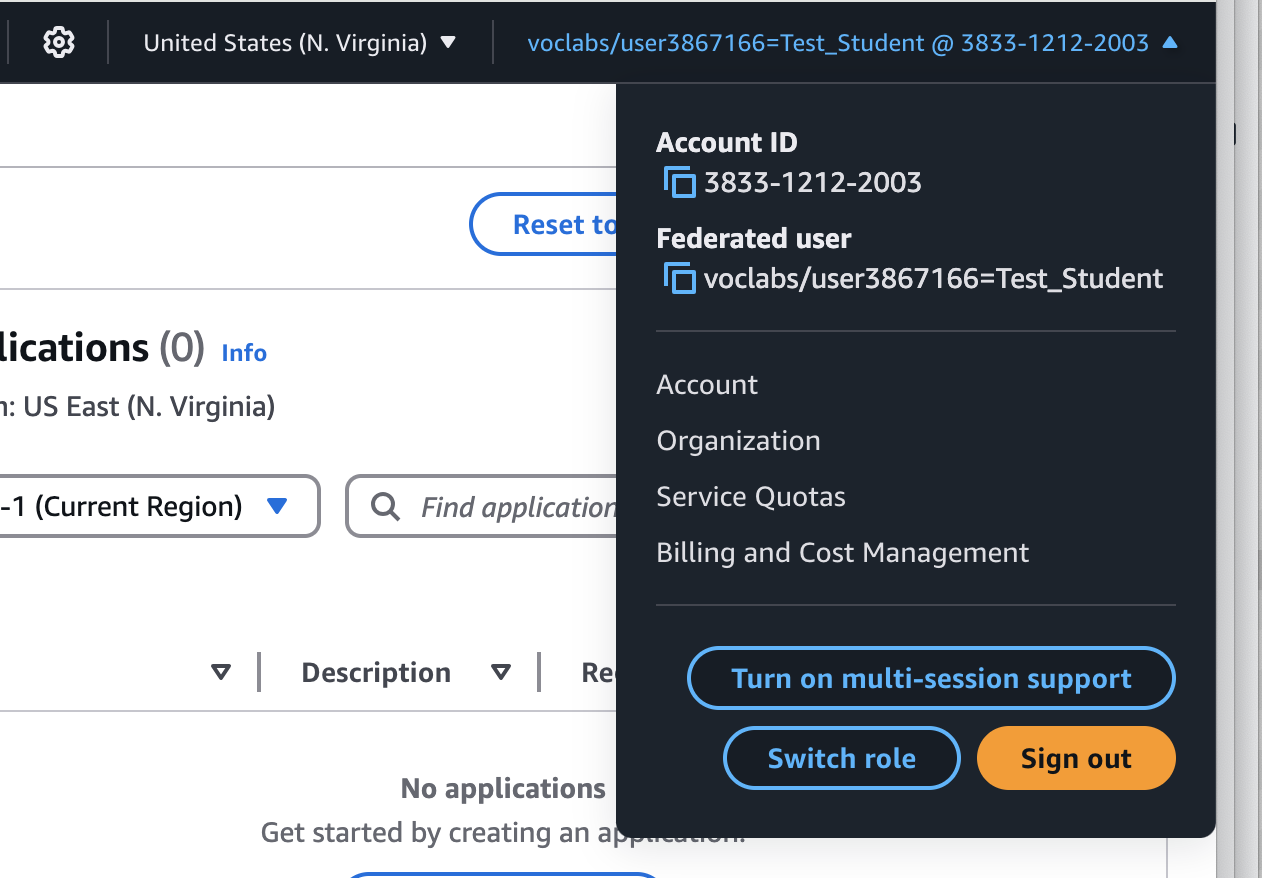 United States (N. Virginia)
voclabs/user3867166=Test_Student @ 3833-1212-2003
Account ID
3833-1212-2003
Federated user
voclabs/user3867166=Test_Student
Account
Organization
Service Quotas
Billing and Cost Management
Turn on multi-session support
Switch role
Sign out
Reset to
lications (0) Info
n: US East (N. Virginia)
-1 (Current Region)
Find application
Description
Re
No applications
Get started by creating an application.